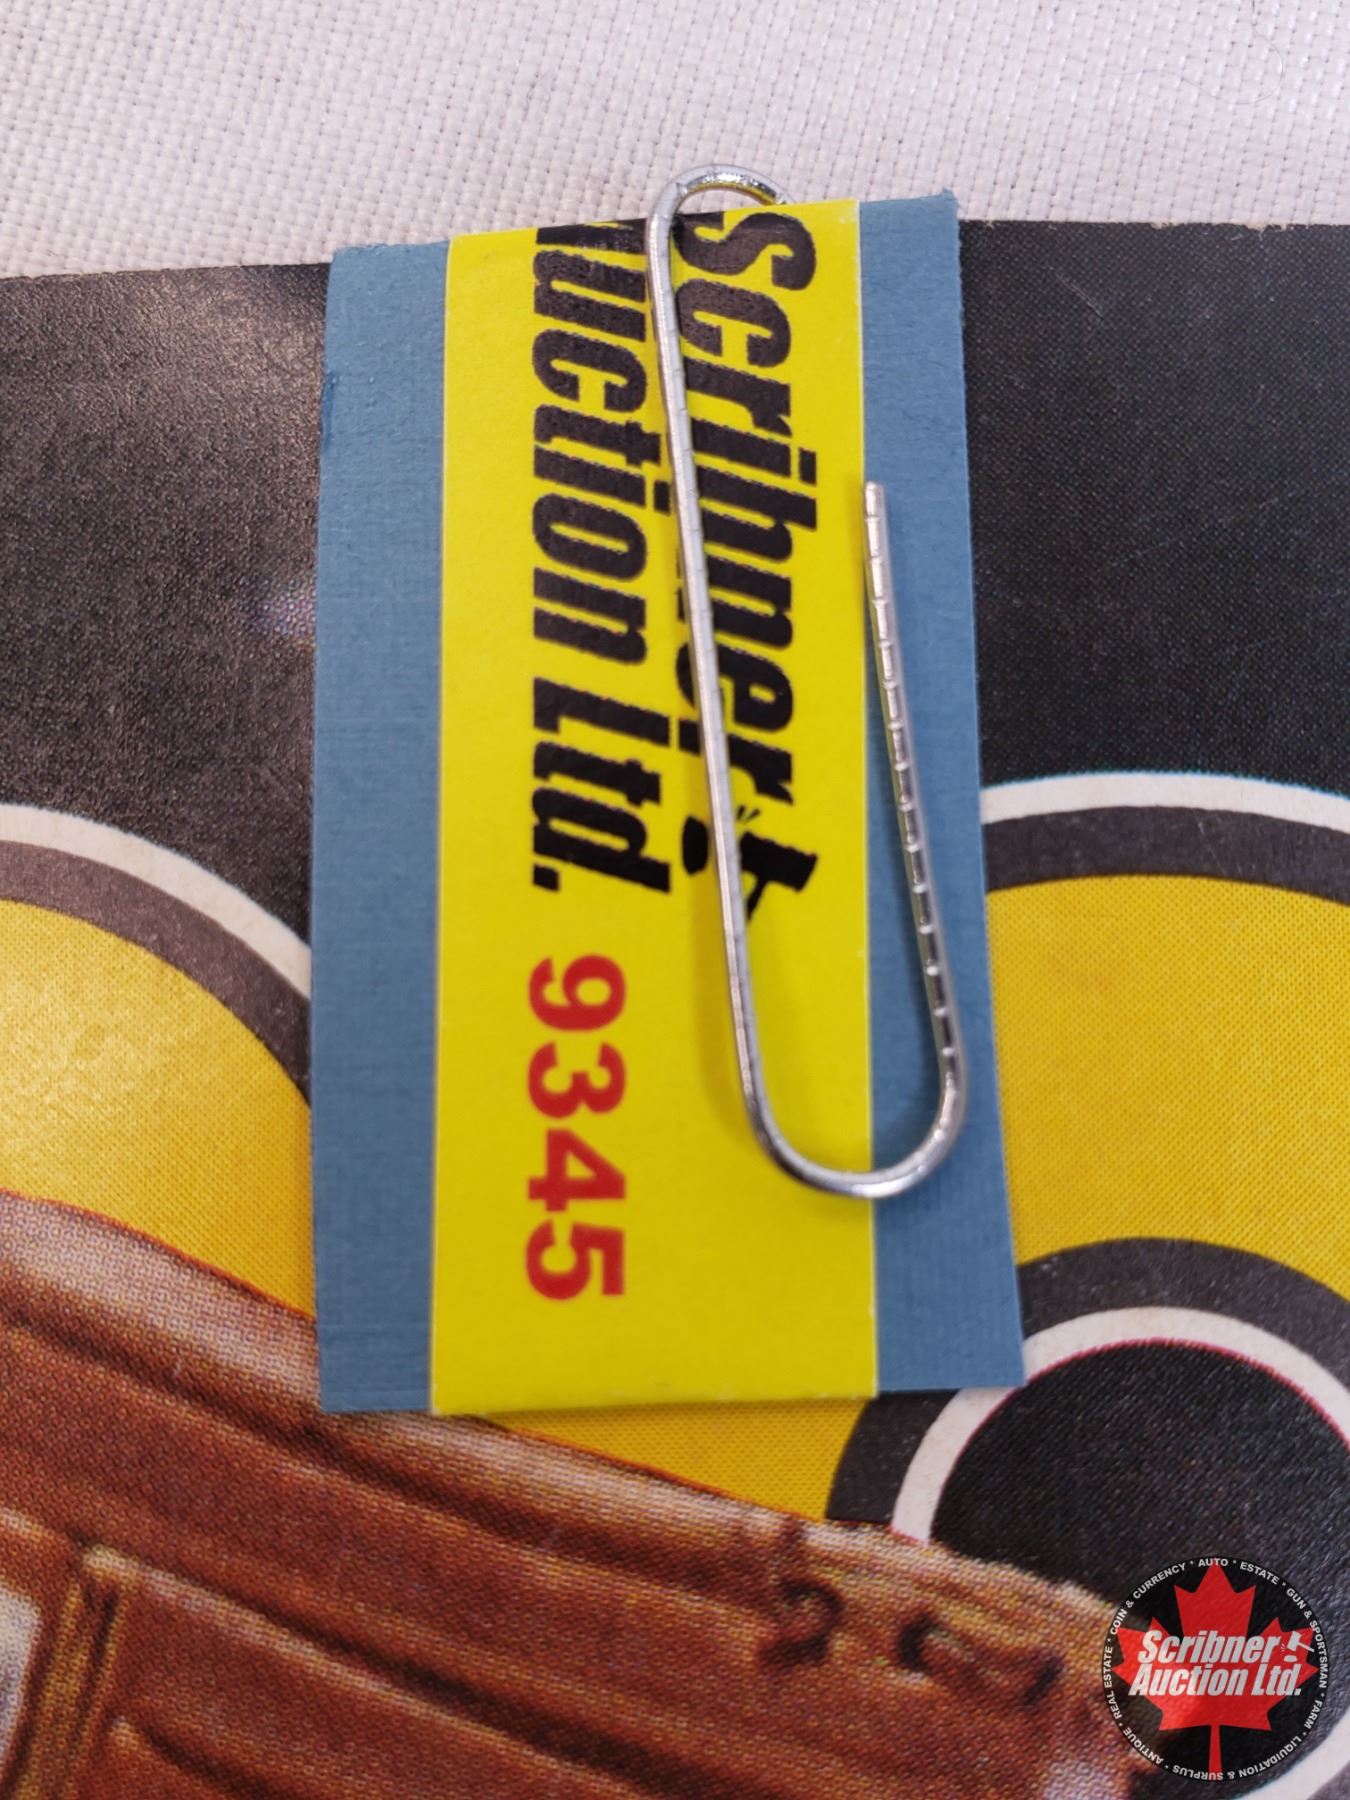 Scribner
Auction Ltd.
9345
COIN & CURRENCY * AUTO * ESTATE * GUN & SPORTSMAN * FARM * LIQUIDATION & SURPLUS * ANTIQUE * REAL ESTATE *
Scribner
Auction Ltd.